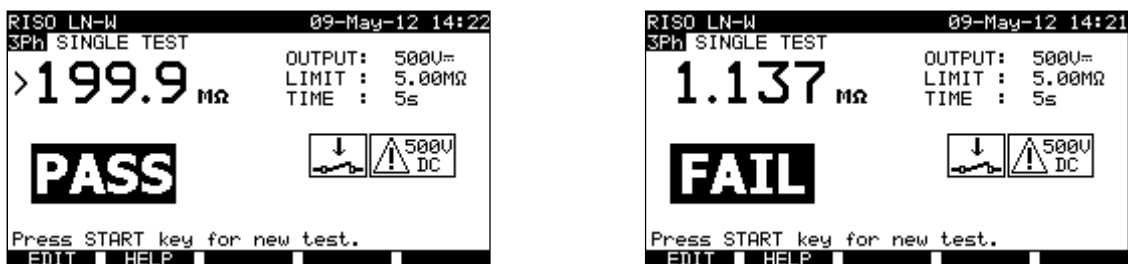 RISO LN-W 09-May-12 14:22
3Ph SINGLE TEST
>199.9 MΩ
OUTPUT: 500V⎓
LIMIT : 5.00MΩ
TIME : 5s
PASS
500V
DC
Press START key for new test.
EDIT HELP
RISO LN-W 09-May-12 14:21
3Ph SINGLE TEST
1.137 MΩ
OUTPUT: 500V⎓
LIMIT : 5.00MΩ
TIME : 5s
FAIL
500V
DC
Press START key for new test.
EDIT HELP